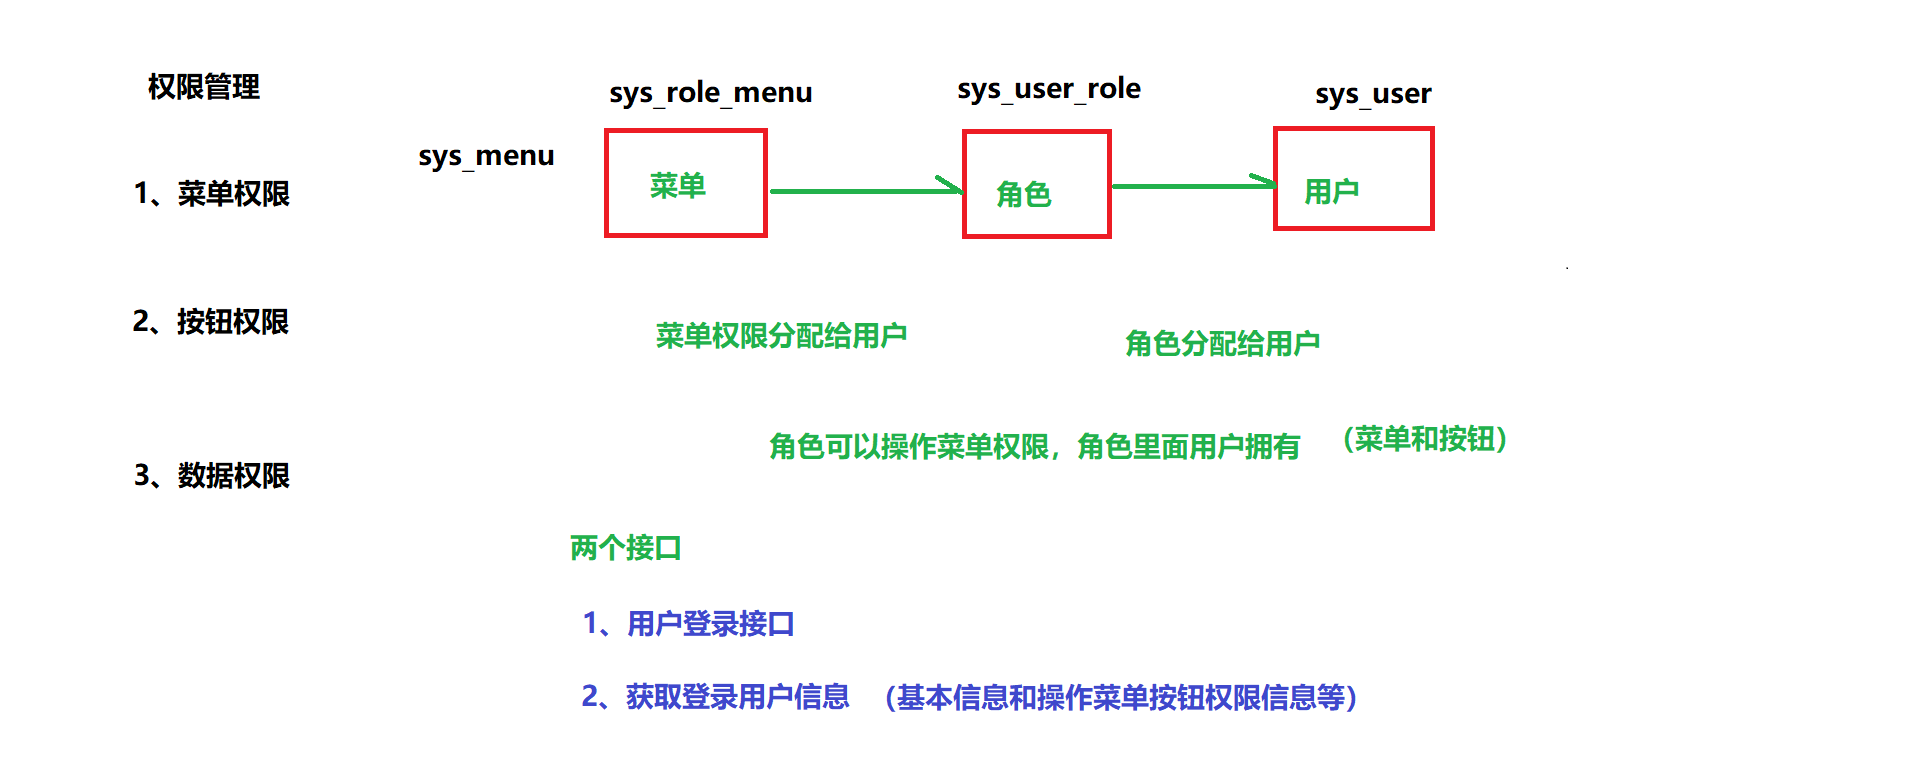 权限管理
sys_role_menu
sys_user_role
sys_user
sys_menu
1、菜单权限
菜单
角色
用户
2、按钮权限
菜单权限分配给用户
角色分配给用户
角色可以操作菜单权限，角色里面用户拥有
（菜单和按钮）
3、数据权限
两个接口
1、用户登录接口
2、获取登录用户信息 （基本信息和操作菜单按钮权限信息等）